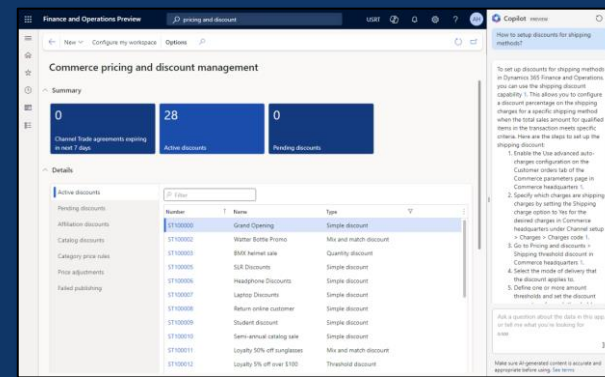 Finance and Operations Preview
pricing and discount
USRT
?
AH
New
Configure my workspace
Options
Commerce pricing and discount management
Summary
0
Channel Trade agreements expiring
in next 7 days
28
Active discounts
0
Pending discounts
Details
Active discounts
Pending discounts
Affiliation discounts
Catalog discounts
Category price rules
Price adjustments
Failed publishing
Filter
Number ↑ Name Type
ST100000 Grand Opening Simple discount
ST100002 Watter Bottle Promo Mix and match discount
ST100003 BMX helmet sale Quantity discount
ST100005 SLR Discounts Simple discount
ST100006 Headphone Discounts Simple discount
ST100007 Laptop Discounts Simple discount
ST100008 Return online customer Simple discount
ST100009 Student discount Simple discount
ST100010 Semi-annual catalog sale Simple discount
ST100011 Loyalty 50% off sunglasses Mix and match discount
ST100012 Loyalty 5% off over $100 Threshold discount
Copilot PREVIEW
How to setup discounts for shipping
methods?
To set up discounts for shipping methods
in Dynamics 365 Finance and Operations,
you can use the shipping discount
capability 1. This allows you to configure
a discount percentage on the shipping
charges for a specific shipping method
when the total sales amount for qualified
items in the transaction meets specific
criteria. Here are the steps to set up the
shipping discount:
1. Enable the Use advanced auto-
charges configuration on the
Customer orders tab of the
Commerce parameters page in
Commerce headquarters 1.
2. Specify which charges are shipping
charges by setting the Shipping
charge option to Yes for the
desired charges in Commerce
headquarters under Channel setup
> Charges > Charges code 1.
3. Go to Pricing and discounts >
Shipping threshold discount in
Commerce headquarters 1.
4. Select the mode of delivery that
the discount applies to.
5. Define one or more amount
thresholds and set the discount
Ask a question about the data in this app,
or tell me what you're looking for
Make sure AI-generated content is accurate and
appropriate before using. See terms